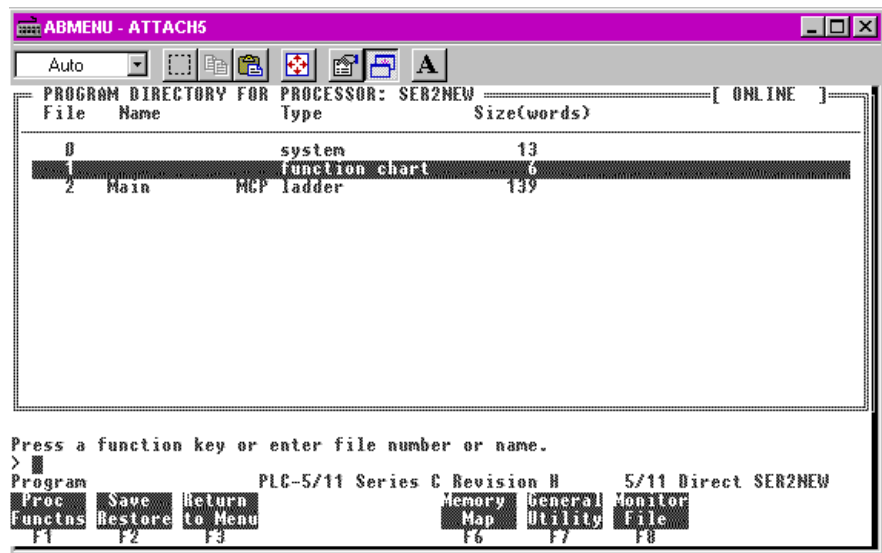 ABMENU - ATTACH5
Auto A
PROGRAM DIRECTORY FOR PROCESSOR: SER2NEW [ ONLINE ]
File Name Type Size(words)
0 system 13
1 function chart 6
2 Main MCP ladder 139
Press a function key or enter file number or name.
>
Program PLC-5/11 Series C Revision H 5/11 Direct SER2NEW
Proc Save Return Memory General Monitor
Functns Restore to Menu Map Utility File
F1 F2 F3 F6 F7 F8